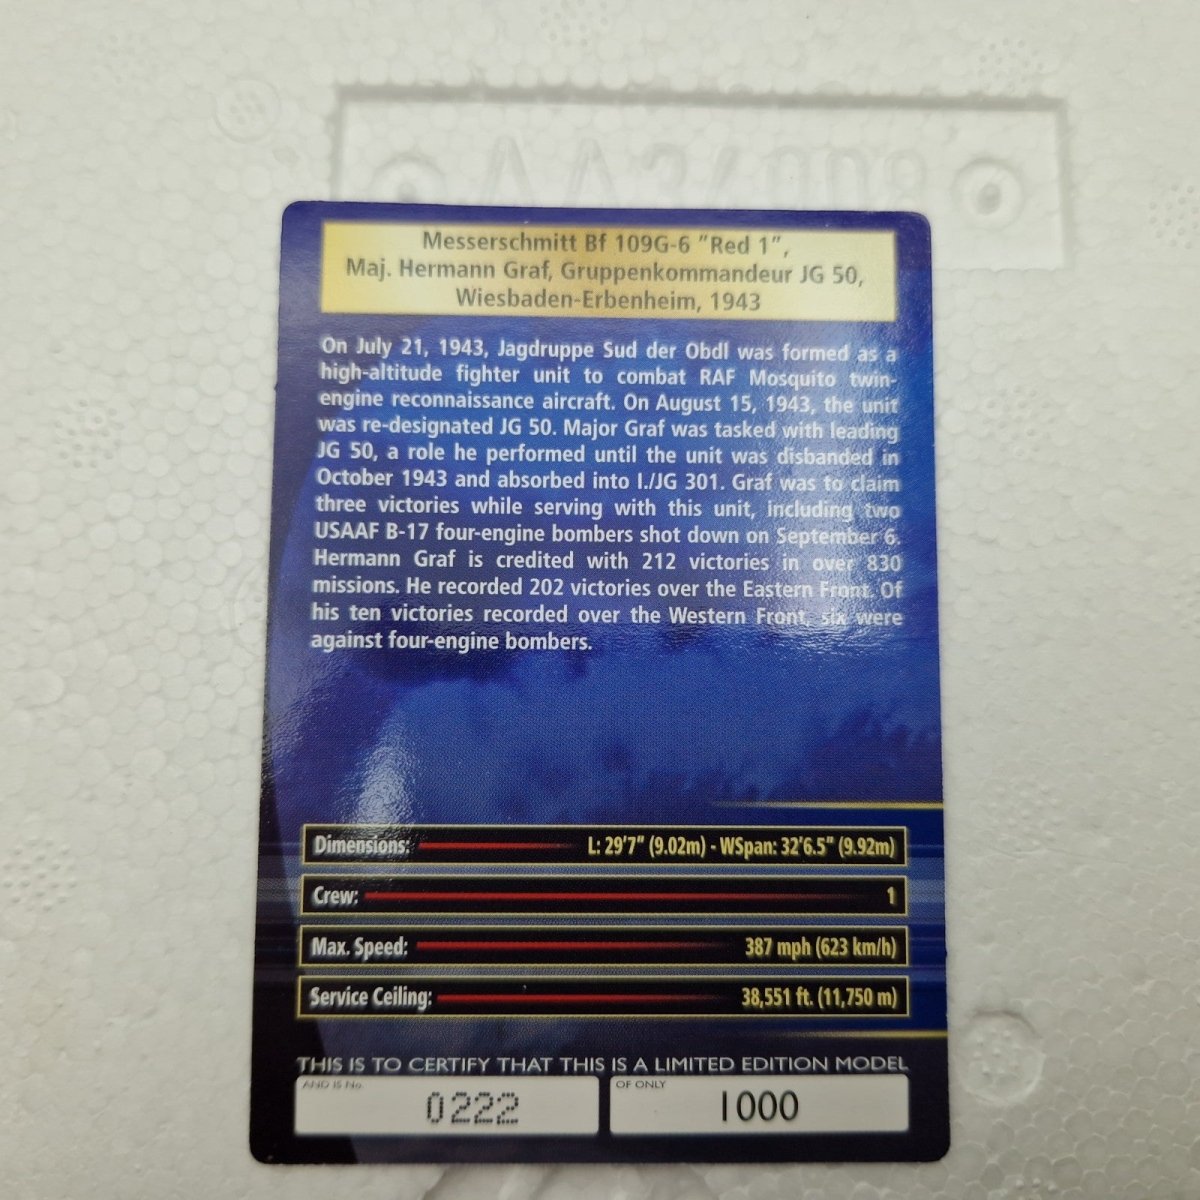 Messerschmitt Bf 109G-6 "Red 1",
Maj. Hermann Graf, Gruppenkommandeur JG 50,
Wiesbaden-Erbenheim, 1943
On July 21, 1943, Jagdruppe Sud der Obdl was formed as a
high-altitude fighter unit to combat RAF Mosquito twin-
engine reconnaissance aircraft. On August 15, 1943, the unit
was re-designated JG 50. Major Graf was tasked with leading
JG 50, a role he performed until the unit was disbanded in
October 1943 and absorbed into I./JG 301. Graf was to claim
three victories while serving with this unit, including two
USAAF B-17 four-engine bombers shot down on September 6.
Hermann Graf is credited with 212 victories in over 830
missions. He recorded 202 victories over the Eastern Front. Of
his ten victories recorded over the Western Front, six were
against four-engine bombers.
Dimensions: L: 29'7" (9.02m) - WSpan: 32'6.5" (9.92m)
Crew: 1
Max. Speed: 387 mph (623 km/h)
Service Ceiling: 38,551 ft. (11,750 m)
THIS IS TO CERTIFY THAT THIS IS A LIMITED EDITION MODEL
AND IS No. OF ONLY
0222 1000